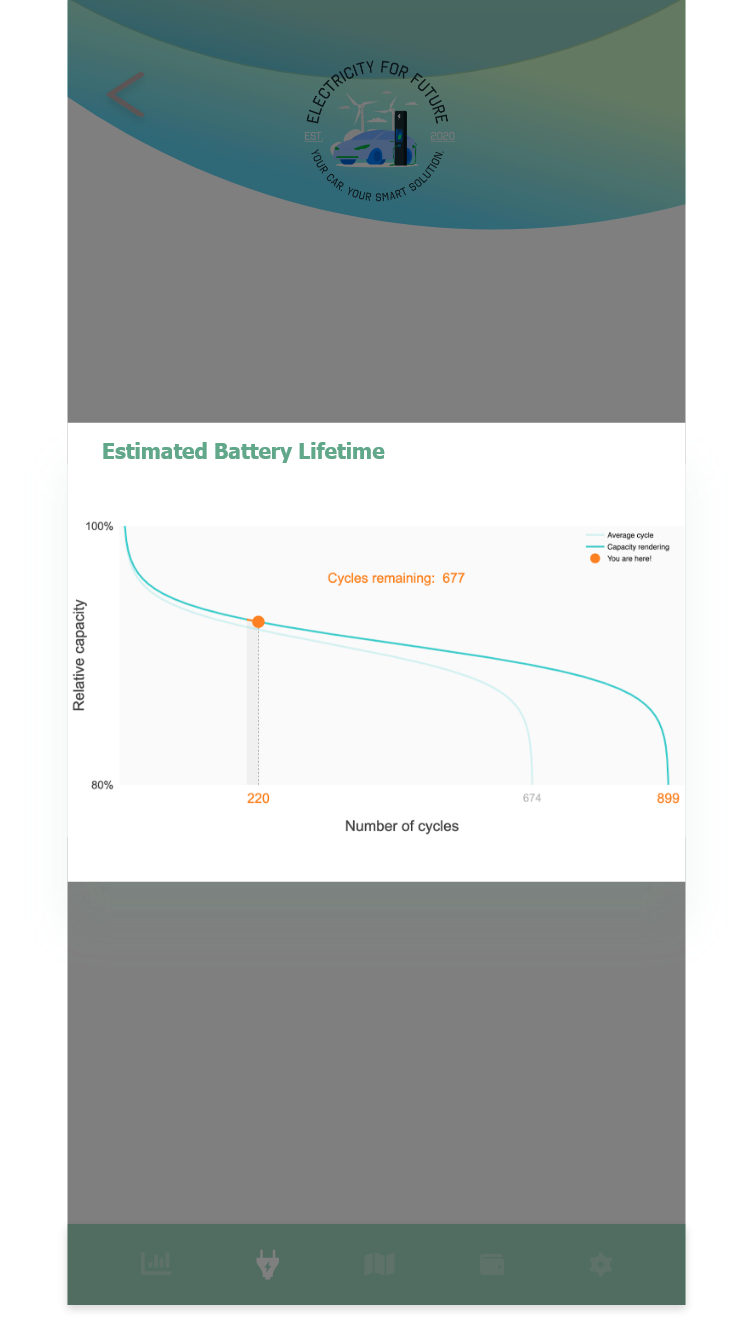 ELECTRICITY FOR FUTURE
EST. 2020
YOUR CAR. YOUR SMART SOLUTION.
Estimated Battery Lifetime
100%
Average cycle
Capacity rendering
You are here!
Cycles remaining: 677
Relative capacity
80%
220 674 899
Number of cycles